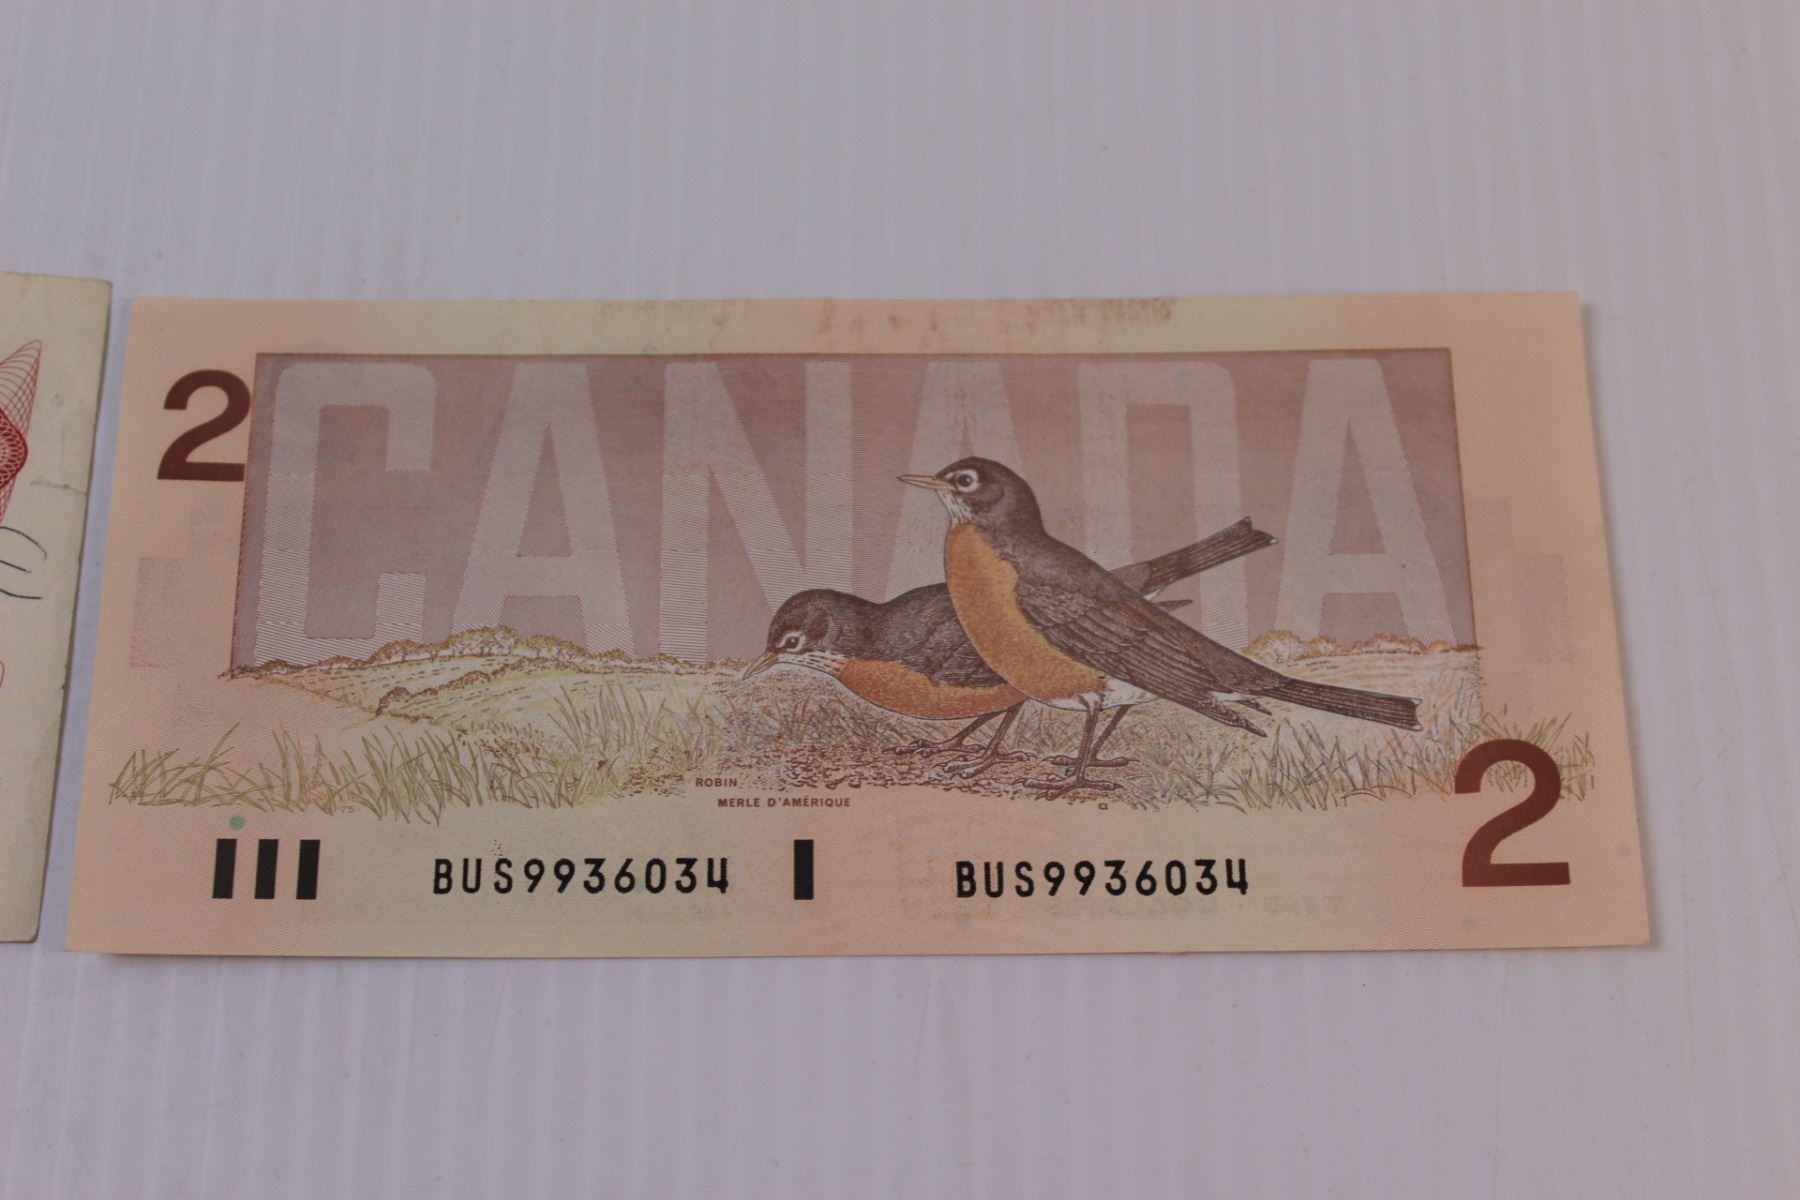 2
CANADA
ROBIN
MERLE D'AMÉRIQUE
BUS9936034 BUS9936034
2